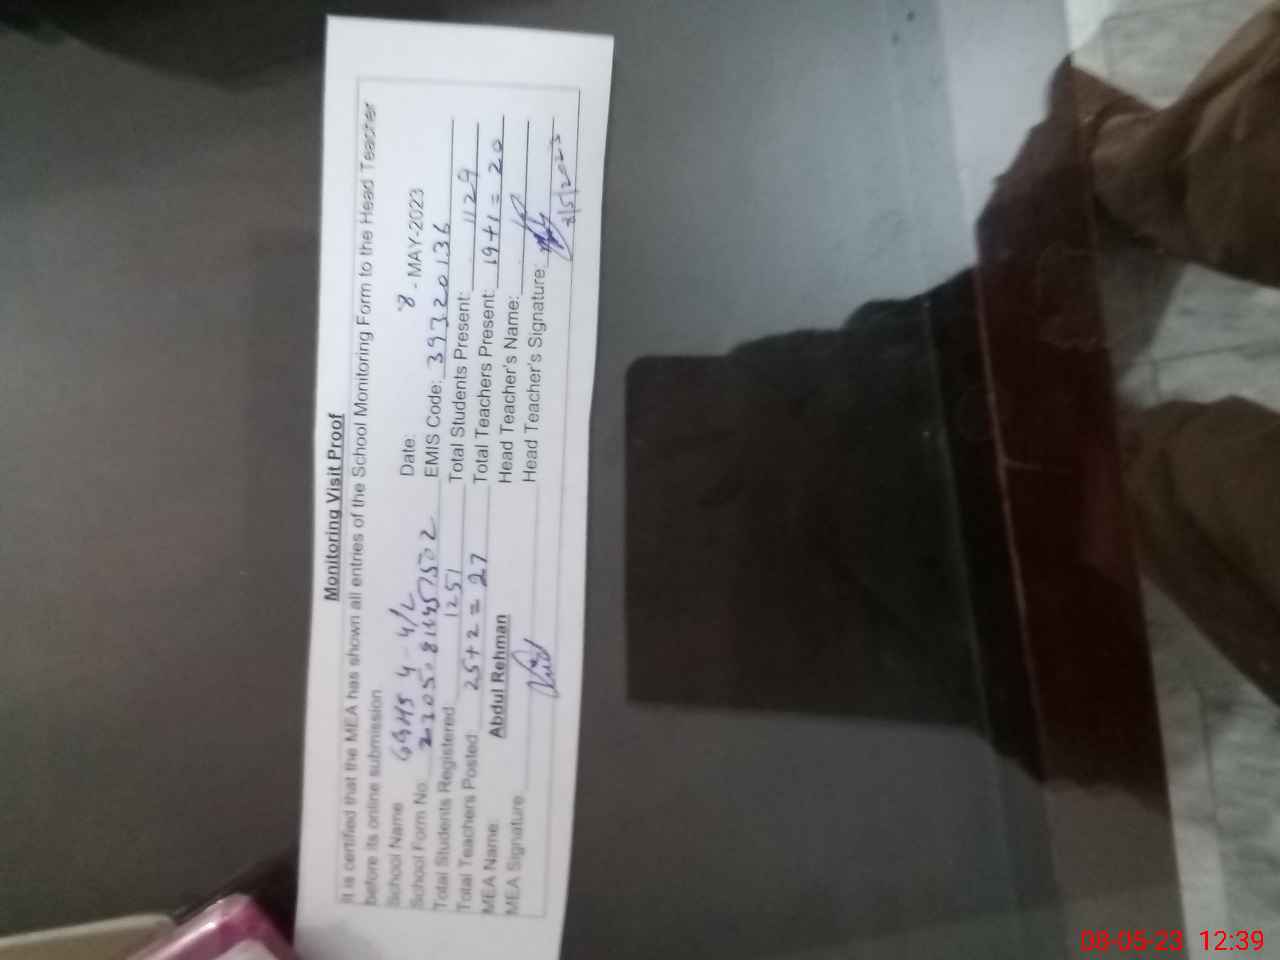 Monitoring Visit Proof
It is certified that the MEA has shown all entries of the School Monitoring Form to the Head Teacher
before its online submission
School Name GGHS 4-4/L Date: 8 - MAY-2023
School Form No. EMIS Code: 39320136
Total Students Registered 1251 Total Students Present: 1129
Total Teachers Posted: 25+2 = 27 Total Teachers Present: 19+1 = 20
MEA Name: Abdul Rehman Head Teacher's Name:
MEA Signature Head Teacher's Signature:
8/5/2023
08-05-23 12:39